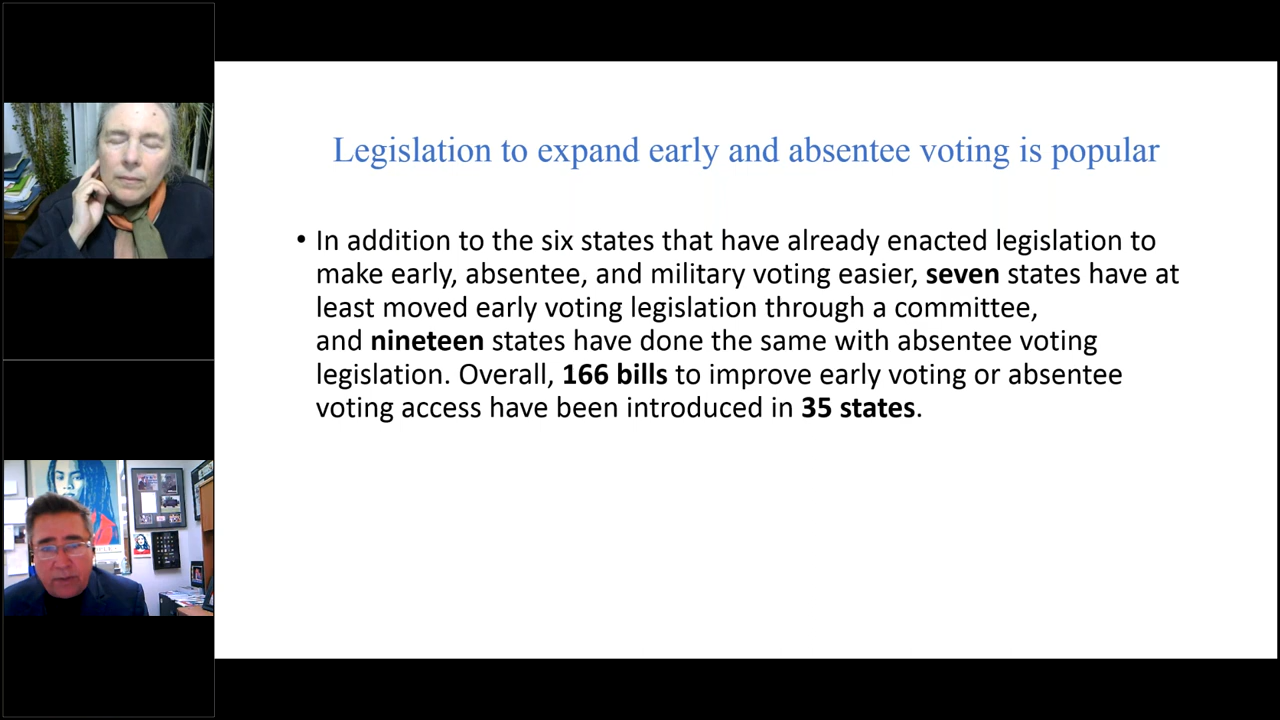 Legislation to expand early and absentee voting is popular
• In addition to the six states that have already enacted legislation to
make early, absentee, and military voting easier, seven states have at
least moved early voting legislation through a committee,
and nineteen states have done the same with absentee voting
legislation. Overall, 166 bills to improve early voting or absentee
voting access have been introduced in 35 states.